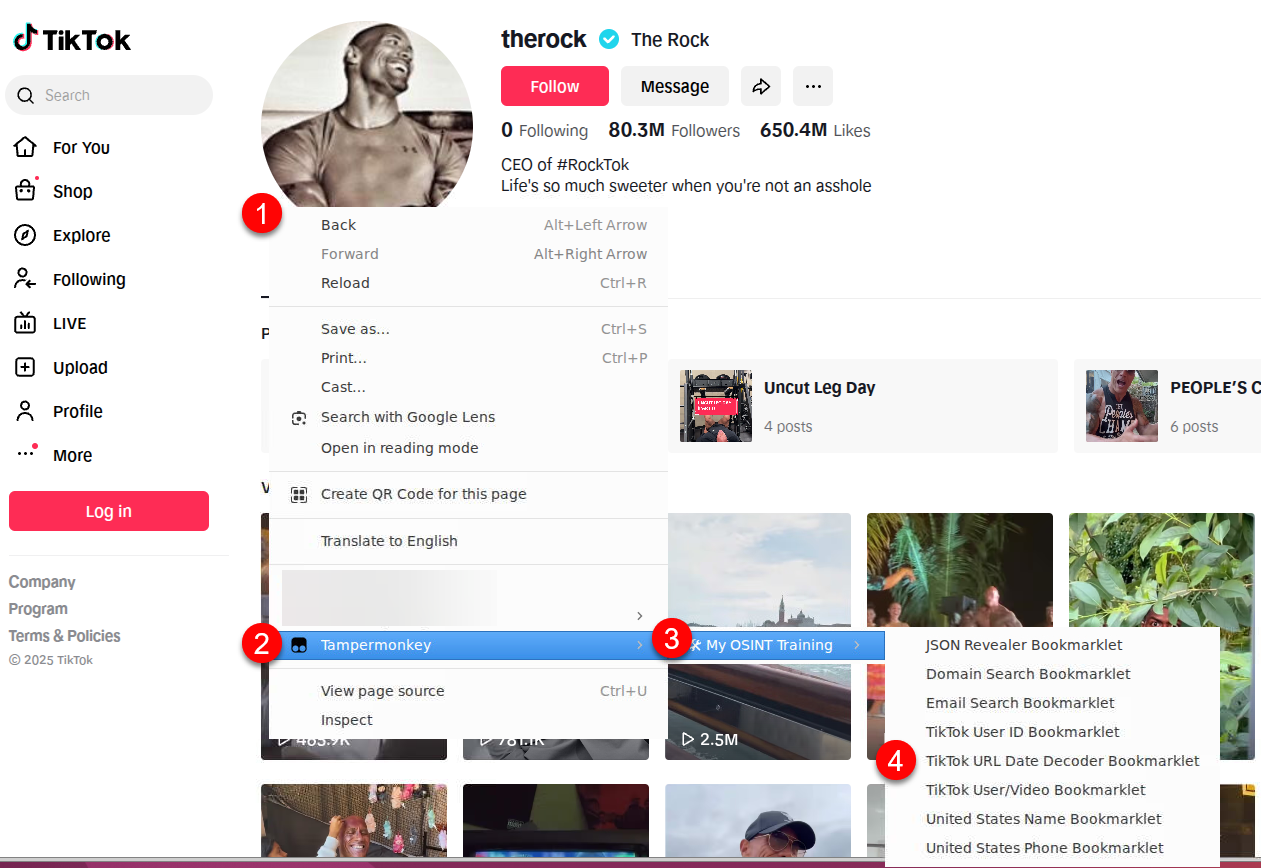 TikTok
Search
For You
Shop
Explore
Following
LIVE
Upload
Profile
More
Log in
Company
Program
Terms & Policies
© 2025 TikTok
therock The Rock
Follow Message
0 Following 80.3M Followers 650.4M Likes
CEO of #RockTok
Life's so much sweeter when you're not an asshole
1
Back Alt+Left Arrow
Forward Alt+Right Arrow
Reload Ctrl+R
Save as... Ctrl+S
Print... Ctrl+P
Cast...
Search with Google Lens
Open in reading mode
Create QR Code for this page
Translate to English
2 Tampermonkey
View page source Ctrl+U
Inspect
3 My OSINT Training
JSON Revealer Bookmarklet
Domain Search Bookmarklet
Email Search Bookmarklet
TikTok User ID Bookmarklet
4 TikTok URL Date Decoder Bookmarklet
TikTok User/Video Bookmarklet
United States Name Bookmarklet
United States Phone Bookmarklet
Uncut Leg Day
4 posts
PEOPLE'S C
6 posts
2.5M